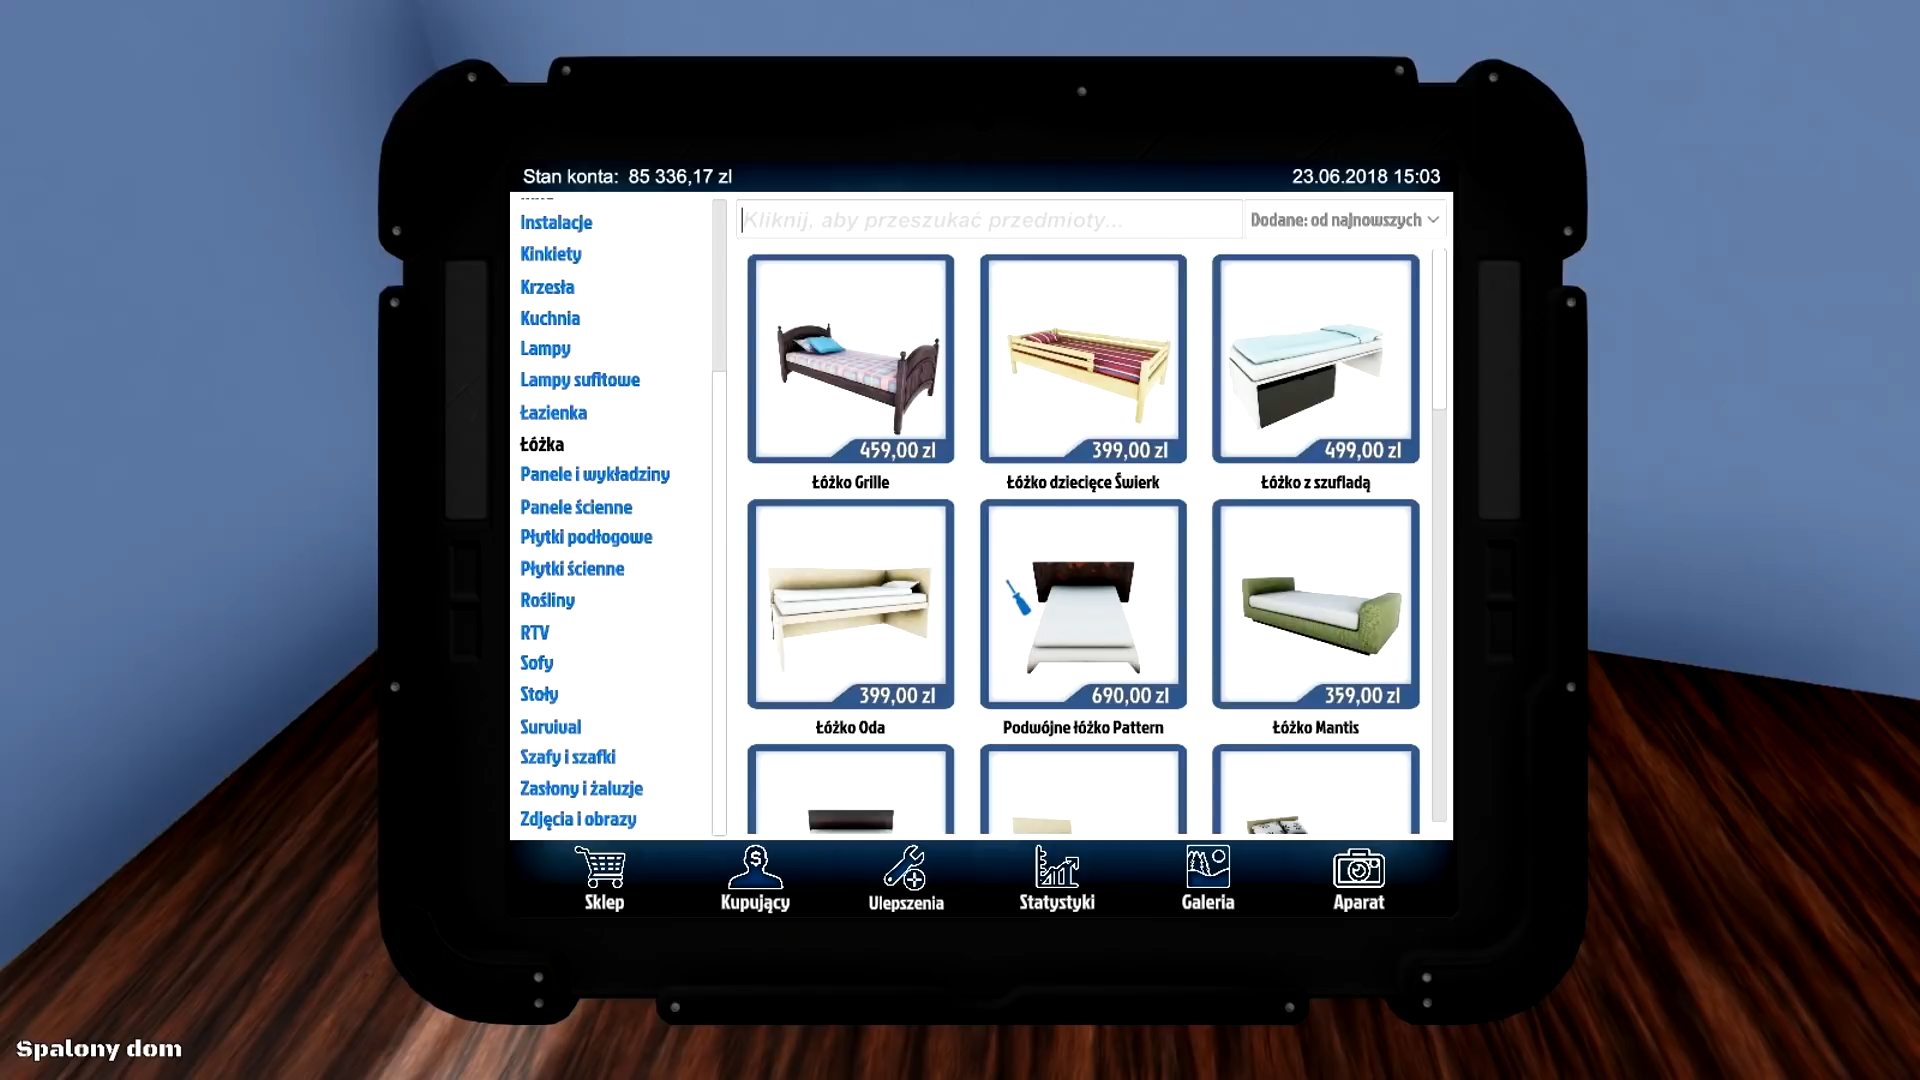 Stan konta: 85 336,17 zl
23.06.2018 15:03
Instalacje
Kinkiety
Krzesła
Kuchnia
Lampy
Lampy sufitowe
Łazienka
Łóżka
Panele i wykładziny
Panele ścienne
Płytki podłogowe
Płytki ścienne
Rośliny
RTV
Sofy
Stoły
Survival
Szafy i szafki
Zasłony i żaluzje
Zdjęcia i obrazy
Kliknij, aby przeszukać przedmioty...
Dodane: od najnowszych
459,00 zl
399,00 zl
499,00 zl
Łóżko Grille
Łóżko dziecięce Świerk
Łóżko z szufladą
399,00 zl
690,00 zl
359,00 zl
Łóżko Oda
Podwójne łóżko Pattern
Łóżko Mantis
Sklep
Kupujący
Ulepszenia
Statystyki
Galeria
Aparat
Spalony dom